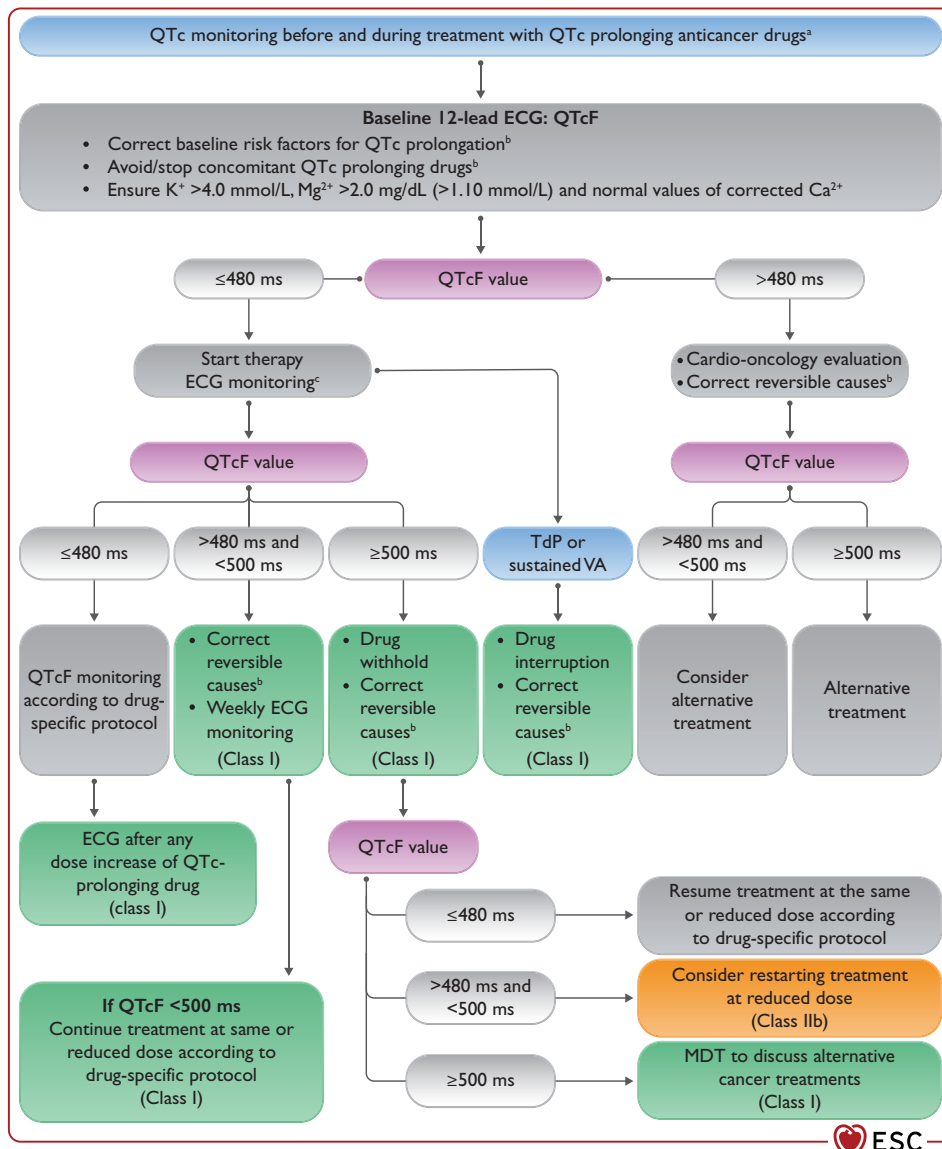 QTc monitoring before and during treatment with QTc prolonging anticancer drugsᵃ
Baseline 12-lead ECG: QTcF
• Correct baseline risk factors for QTc prolongationᵇ
• Avoid/stop concomitant QTc prolonging drugsᵇ
• Ensure K⁺ >4.0 mmol/L, Mg²⁺ >2.0 mg/dL (>1.10 mmol/L) and normal values of corrected Ca²⁺
≤480 ms
QTcF value
>480 ms
Start therapy
ECG monitoringᶜ
• Cardio-oncology evaluation
• Correct reversible causesᵇ
QTcF value
QTcF value
≤480 ms
>480 ms and
<500 ms
≥500 ms
TdP or
sustained VA
>480 ms and
<500 ms
≥500 ms
QTcF monitoring
according to drug-
specific protocol
• Correct
reversible
causesᵇ
• Weekly ECG
monitoring
(Class I)
• Drug
withhold
• Correct
reversible
causesᵇ
(Class I)
• Drug
interruption
• Correct
reversible
causesᵇ
(Class I)
Consider
alternative
treatment
Alternative
treatment
ECG after any
dose increase of QTc-
prolonging drug
(class I)
QTcF value
≤480 ms
Resume treatment at the same
or reduced dose according
to drug-specific protocol
>480 ms and
<500 ms
Consider restarting treatment
at reduced dose
(Class IIb)
If QTcF <500 ms
Continue treatment at same or
reduced dose according to
drug-specific protocol
(Class I)
≥500 ms
MDT to discuss alternative
cancer treatments
(Class I)
ESC